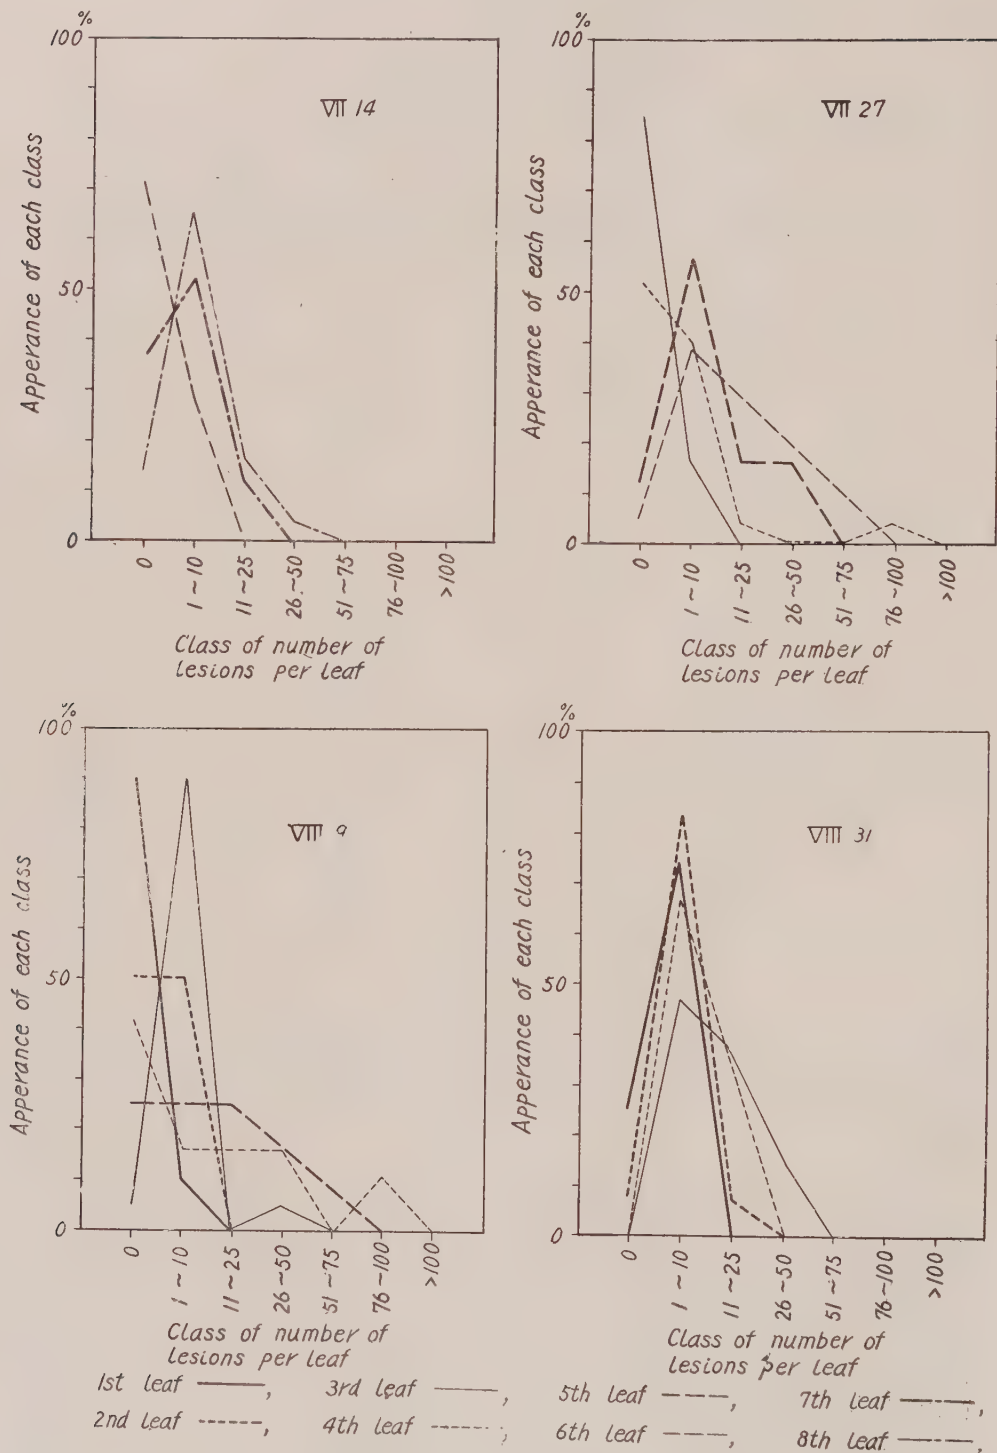 %
100
50
0
Apperance of each class
VII 14
0
1~10
11~25
26~50
51~75
76~100
>100
Class of number of
lesions per leaf
%
100
50
0
Apperance of each class
VII 27
0
1~10
11~25
26~50
51~75
76~100
>100
Class of number of
lesions per leaf
%
100
50
0
Apperance of each class
VIII 9
0
1~10
11~25
26~50
51~75
76~100
>100
Class of number of
lesions per leaf
%
100
50
0
Apperance of each class
VIII 31
0
1~10
11~25
26~50
51~75
76~100
>100
Class of number of
lesions per leaf
1st leaf , 3rd leaf , 5th leaf , 7th leaf ,
2nd leaf , 4th leaf , 6th leaf , 8th leaf ,